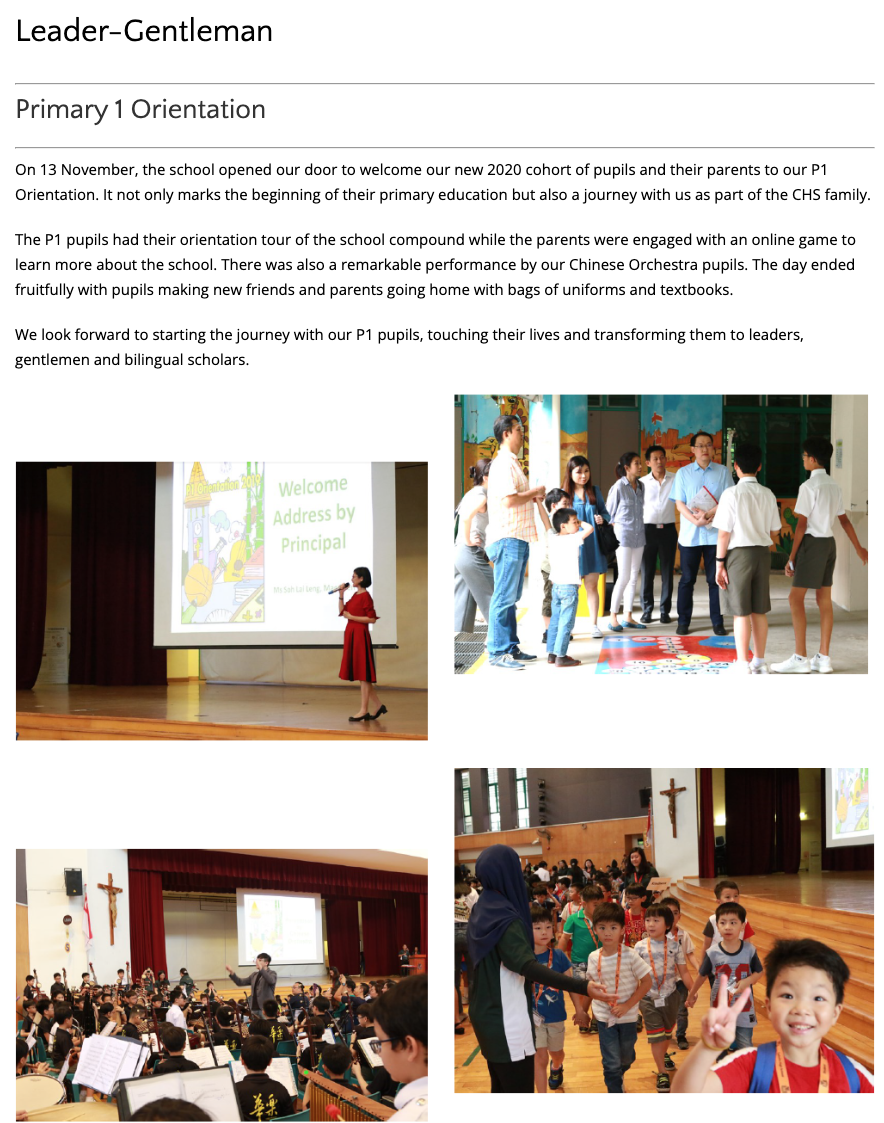 Leader-Gentleman
Primary 1 Orientation
On 13 November, the school opened our door to welcome our new 2020 cohort of pupils and their parents to our P1
Orientation. It not only marks the beginning of their primary education but also a journey with us as part of the CHS family.
The P1 pupils had their orientation tour of the school compound while the parents were engaged with an online game to
learn more about the school. There was also a remarkable performance by our Chinese Orchestra pupils. The day ended
fruitfully with pupils making new friends and parents going home with bags of uniforms and textbooks.
We look forward to starting the journey with our P1 pupils, touching their lives and transforming them to leaders,
gentlemen and bilingual scholars.
P1 Orientation 2019
Welcome
Address by
Principal
華樂